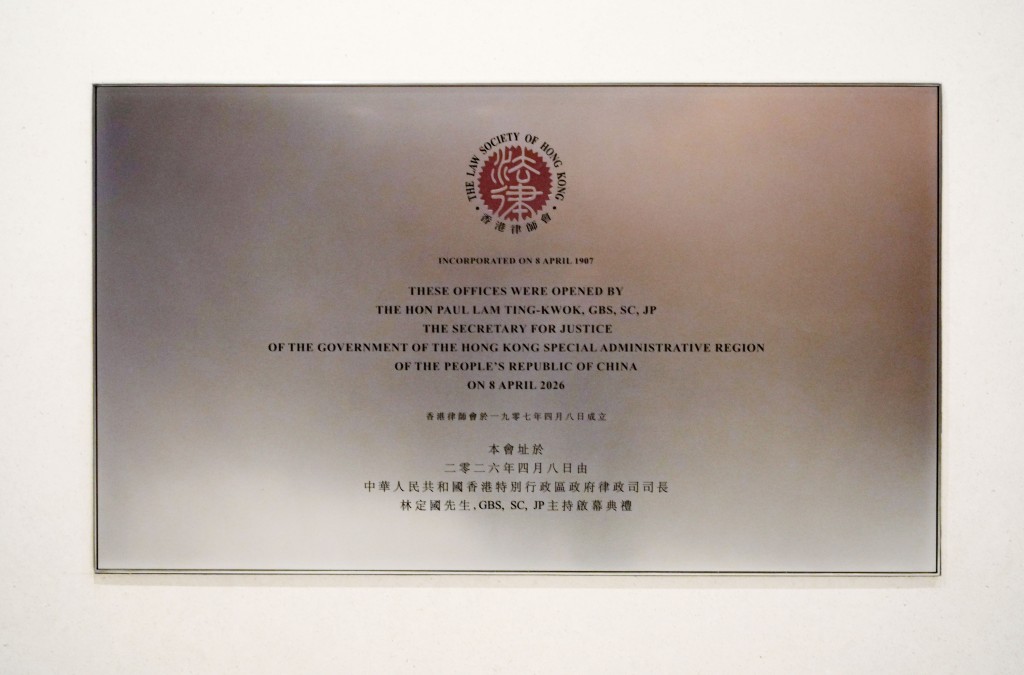 THE LAW SOCIETY OF HONG KONG
法律
香港律師會
INCORPORATED ON 8 APRIL 1907
THESE OFFICES WERE OPENED BY
THE HON PAUL LAM TING-KWOK, GBS, SC, JP
THE SECRETARY FOR JUSTICE
OF THE GOVERNMENT OF THE HONG KONG SPECIAL ADMINISTRATIVE REGION
OF THE PEOPLE'S REPUBLIC OF CHINA
ON 8 APRIL 2026
香港律師會於一九零七年四月八日成立
本會址於
二零二六年四月八日由
中華人民共和國香港特別行政區政府律政司司長
林定國先生, GBS, SC, JP主持啟幕典禮